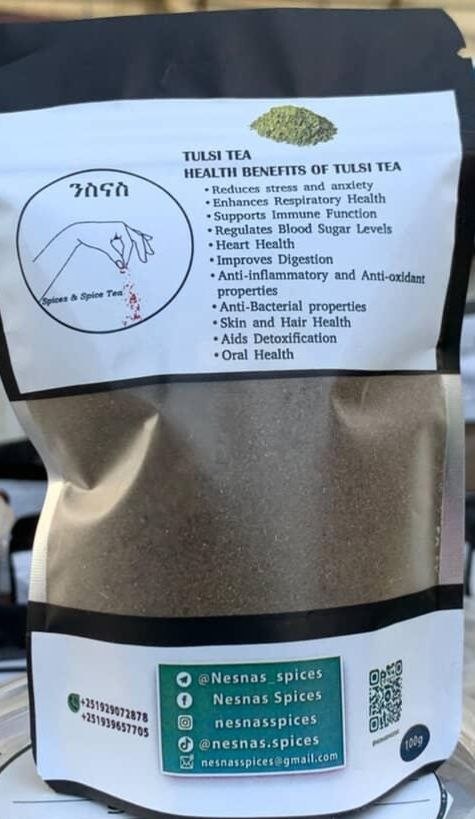 TULSI TEA
HEALTH BENEFITS OF TULSI TEA
• Reduces stress and anxiety
• Enhances Respiratory Health
• Supports Immune Function
• Regulates Blood Sugar Levels
• Heart Health
• Improves Digestion
• Anti-inflammatory and Anti-oxidant
properties
• Anti-Bacterial properties
• Skin and Hair Health
• Aids Detoxification
• Oral Health
ንስናስ
Spices & Spice Tea
+251929072878
+251939657705
@Nesnas_spices
Nesnas Spices
nesnasspices
@nesnas.spices
nesnasspices@gmail.com
100g